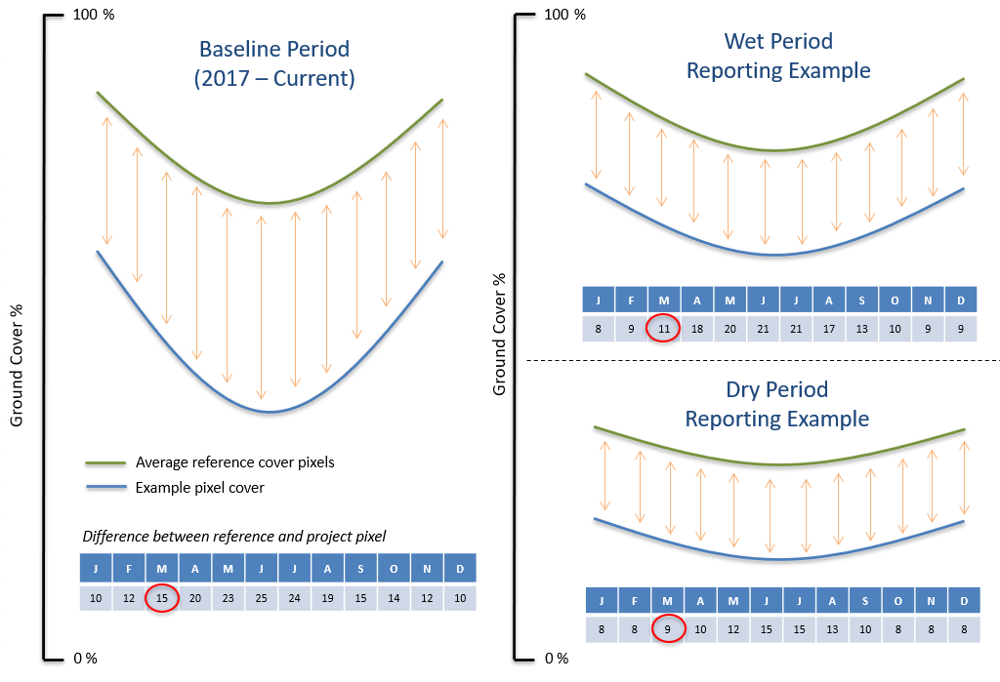 100 %
Baseline Period
(2017 – Current)
Ground Cover %
Average reference cover pixels
Example pixel cover
Difference between reference and project pixel
J F M A M J J A S O N D
10 12 15 20 23 25 24 19 15 14 12 10
0 %
100 %
Wet Period
Reporting Example
Ground Cover %
J F M A M J J A S O N D
8 9 11 18 20 21 21 17 13 10 9 9
Dry Period
Reporting Example
J F M A M J J A S O N D
8 8 9 10 12 15 15 13 10 8 8 8
0 %